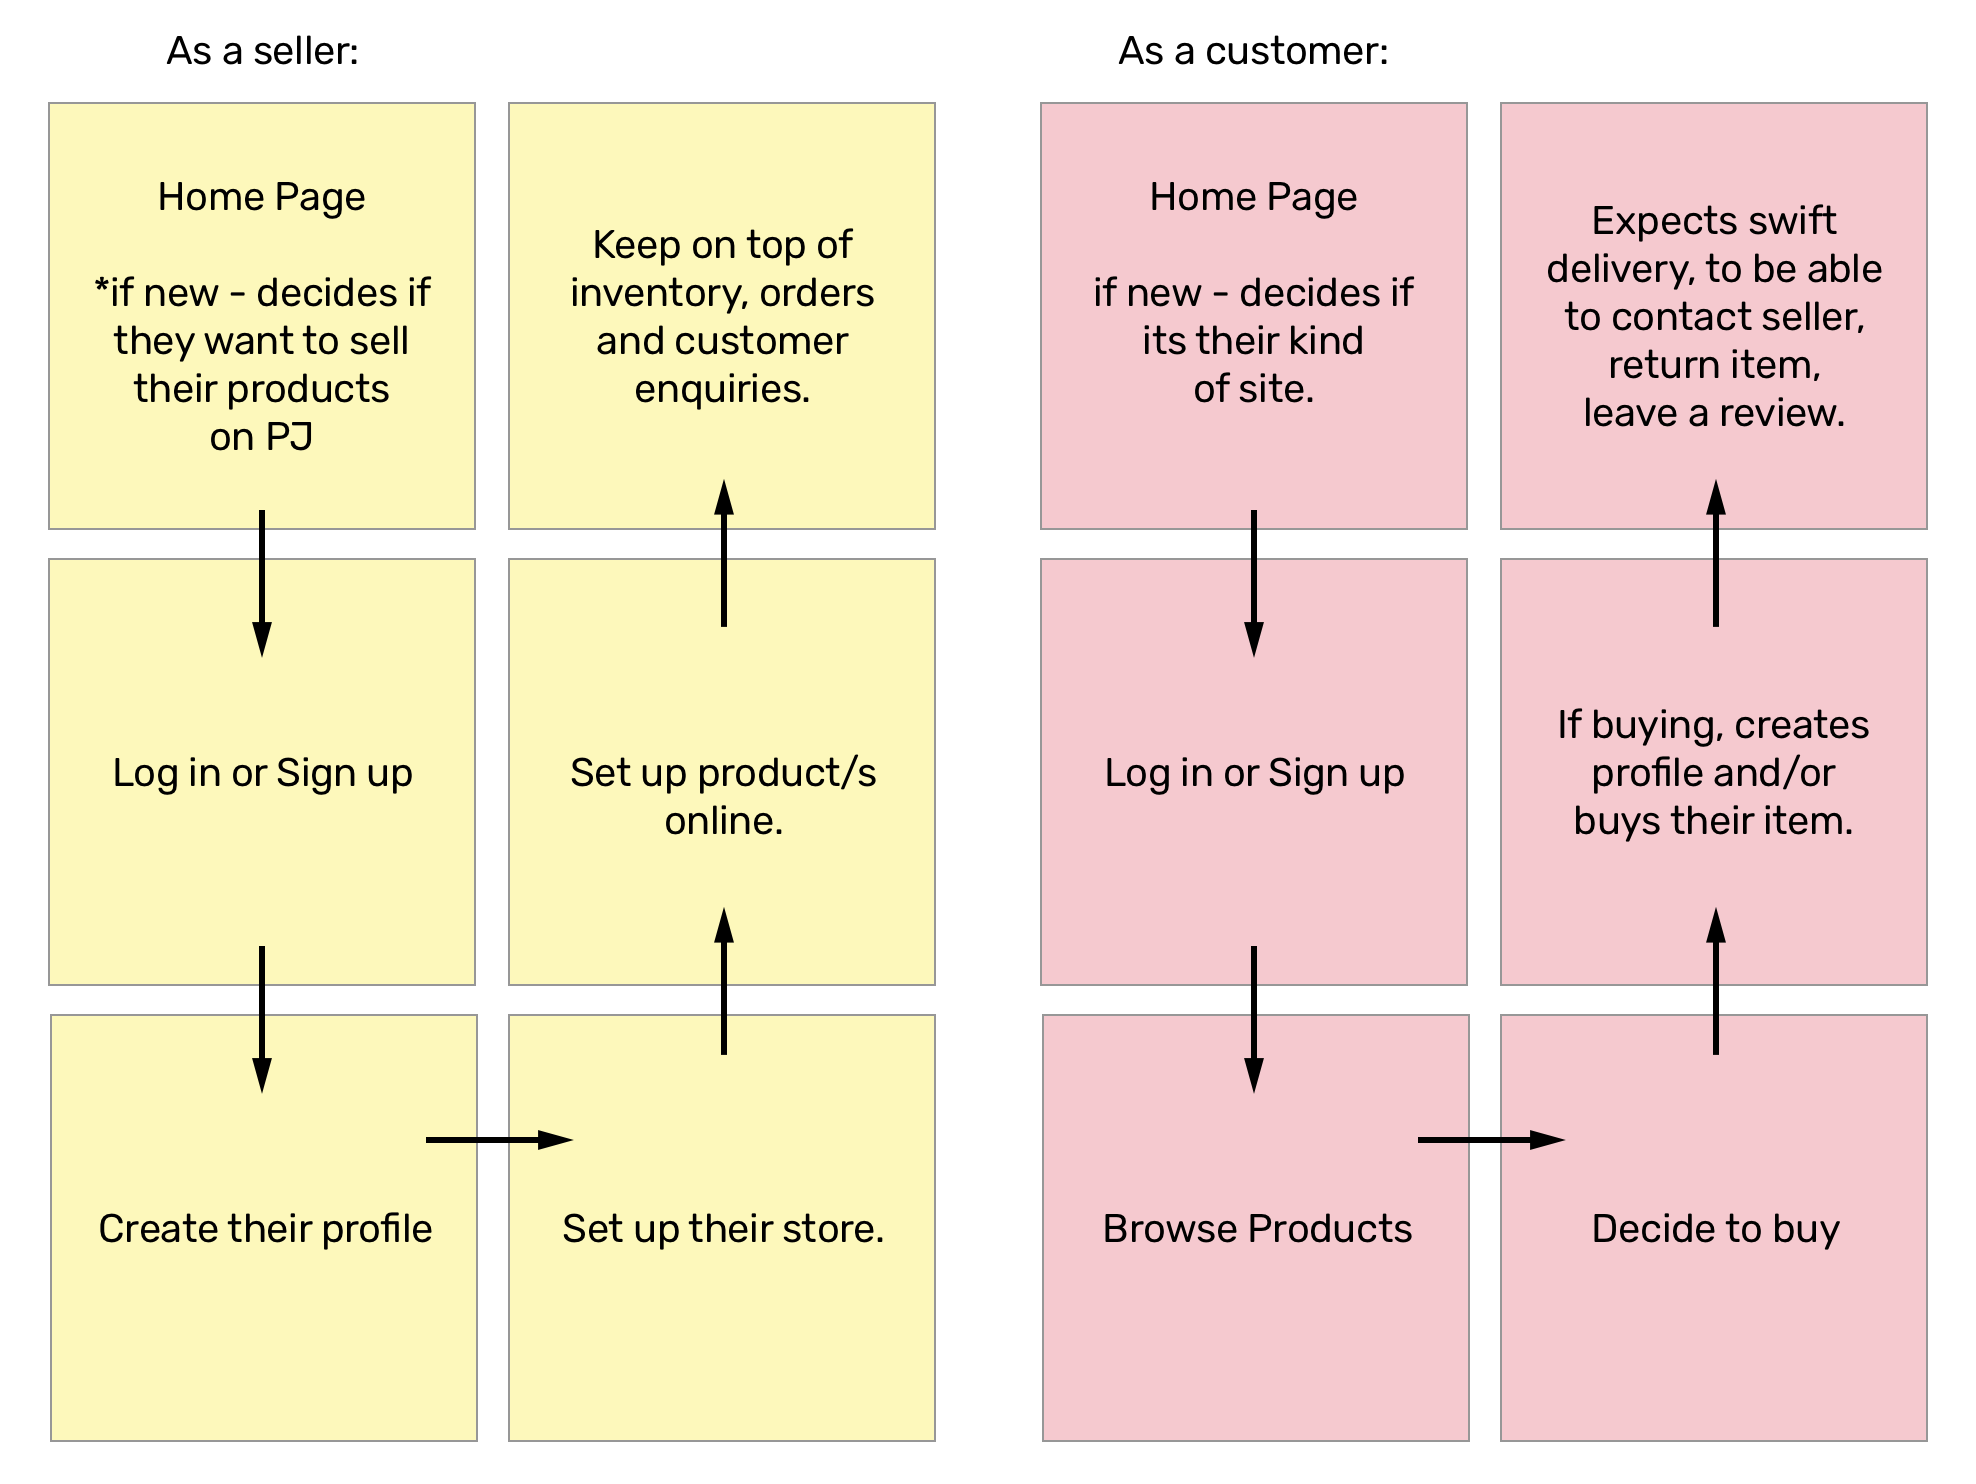 As a seller:
Home Page
*if new - decides if
they want to sell
their products
on PJ
Log in or Sign up
Create their profile
Set up their store.
Set up product/s
online.
Keep on top of
inventory, orders
and customer
enquiries.
As a customer:
Home Page
if new - decides if
its their kind
of site.
Log in or Sign up
Browse Products
Decide to buy
If buying, creates
profile and/or
buys their item.
Expects swift
delivery, to be able
to contact seller,
return item,
leave a review.